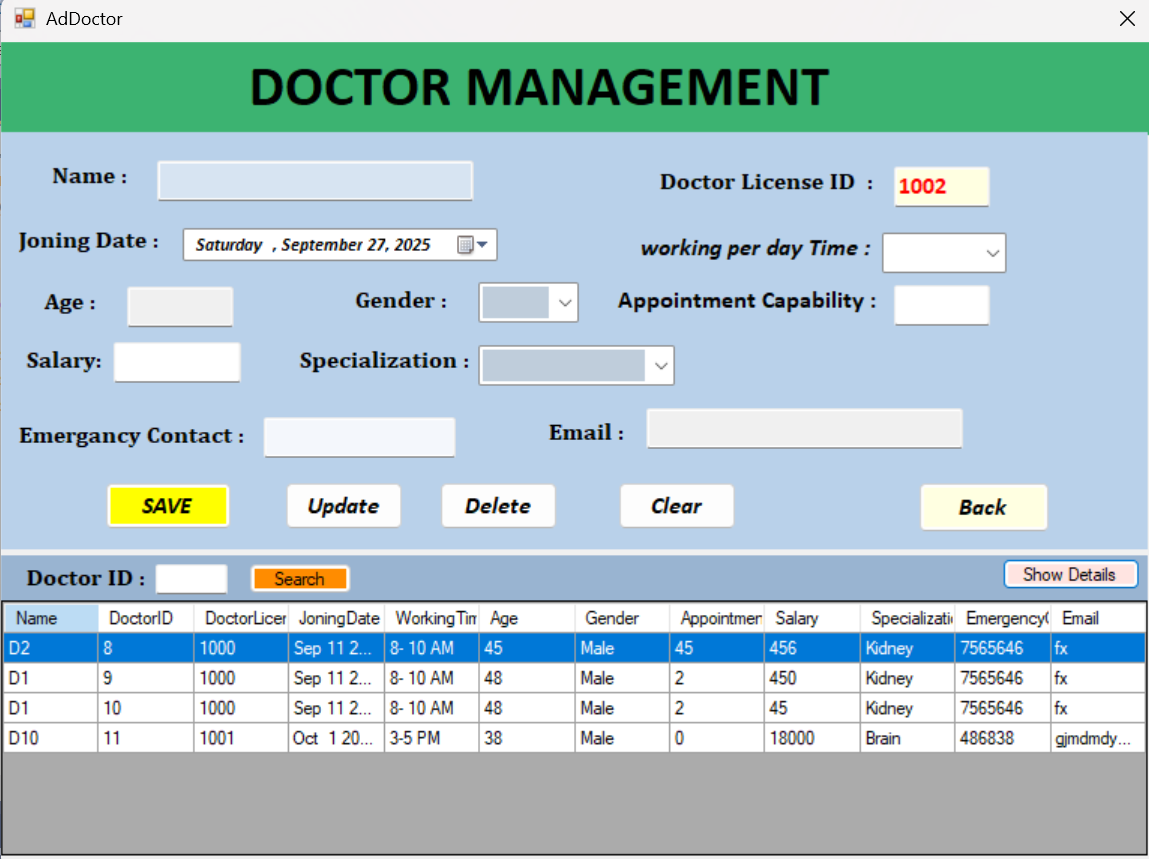 AdDoctor
DOCTOR MANAGEMENT
Name :
Doctor License ID :
1002
Joning Date :
Saturday , September 27, 2025
working per day Time :
Age :
Gender :
Appointment Capability :
Salary:
Specialization :
Emergancy Contact :
Email :
SAVE Update Delete Clear Back
Doctor ID :
Search
Show Details
Name DoctorID DoctorLicer JoningDate WorkingTim Age Gender Appointmen Salary Specializati Emergency( Email
D2 8 1000 Sep 11 2... 8- 10 AM 45 Male 45 456 Kidney 7565646 fx
D1 9 1000 Sep 11 2... 8- 10 AM 48 Male 2 450 Kidney 7565646 fx
D1 10 1000 Sep 11 2... 8- 10 AM 48 Male 2 45 Kidney 7565646 fx
D10 11 1001 Oct 1 20... 3-5 PM 38 Male 0 18000 Brain 486838 gjmdmdy...